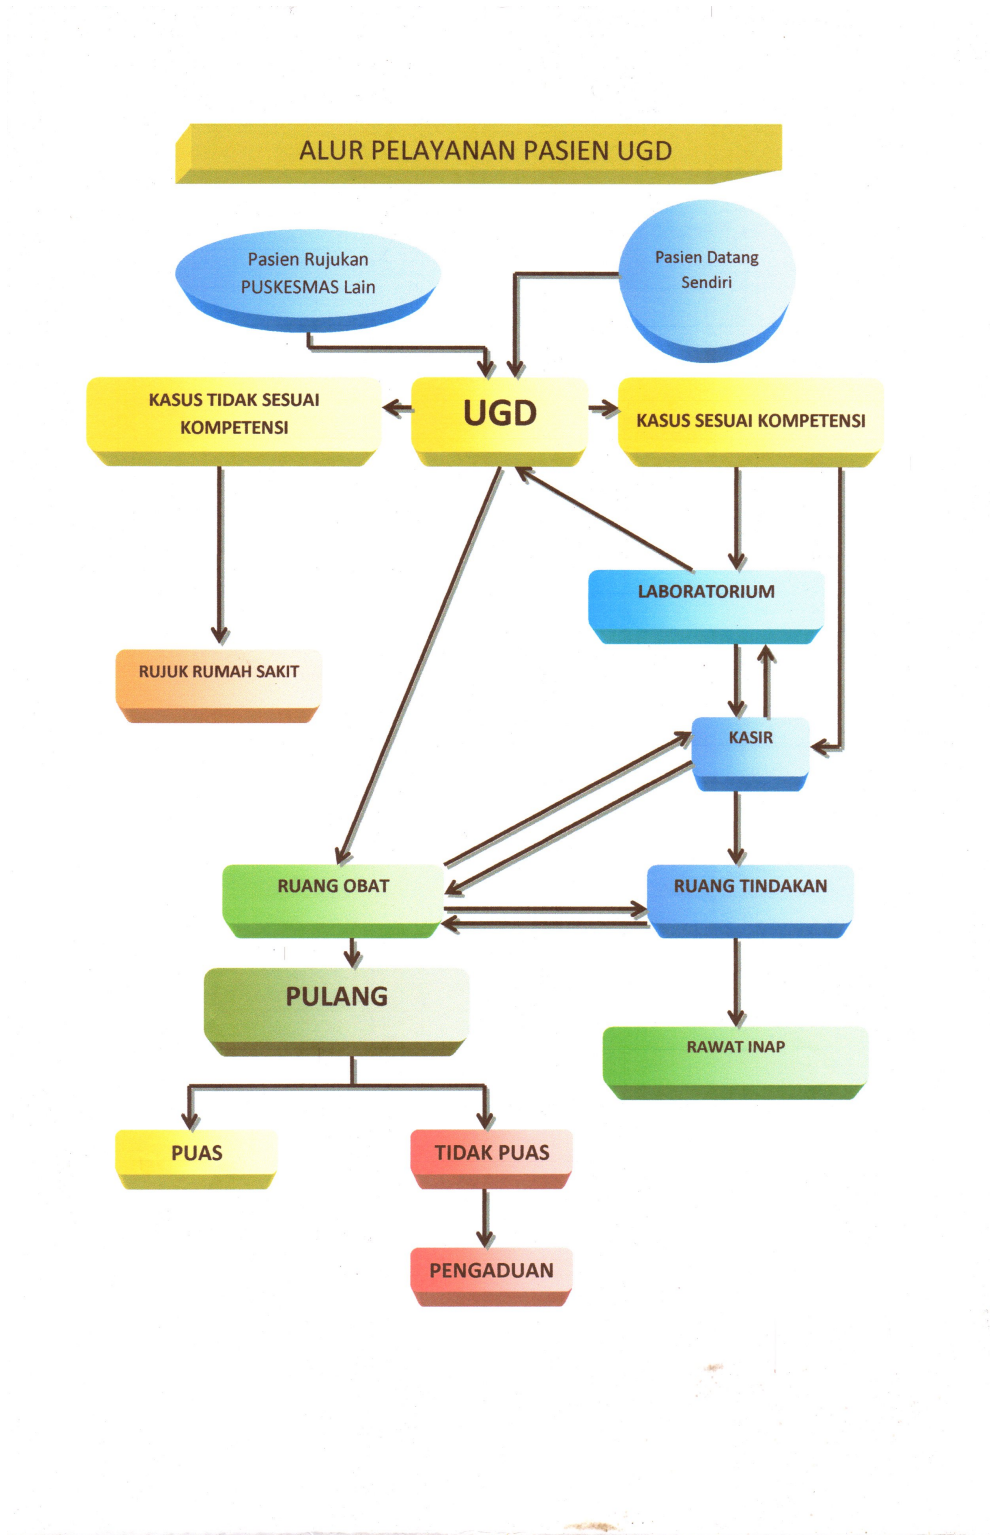 ALUR PELAYANAN PASIEN UGD
Pasien Rujukan
PUSKESMAS Lain
Pasien Datang
Sendiri
KASUS TIDAK SESUAI
KOMPETENSI
UGD
KASUS SESUAI KOMPETENSI
LABORATORIUM
RUJUK RUMAH SAKIT
KASIR
RUANG OBAT
RUANG TINDAKAN
PULANG
RAWAT INAP
PUAS
TIDAK PUAS
PENGADUAN